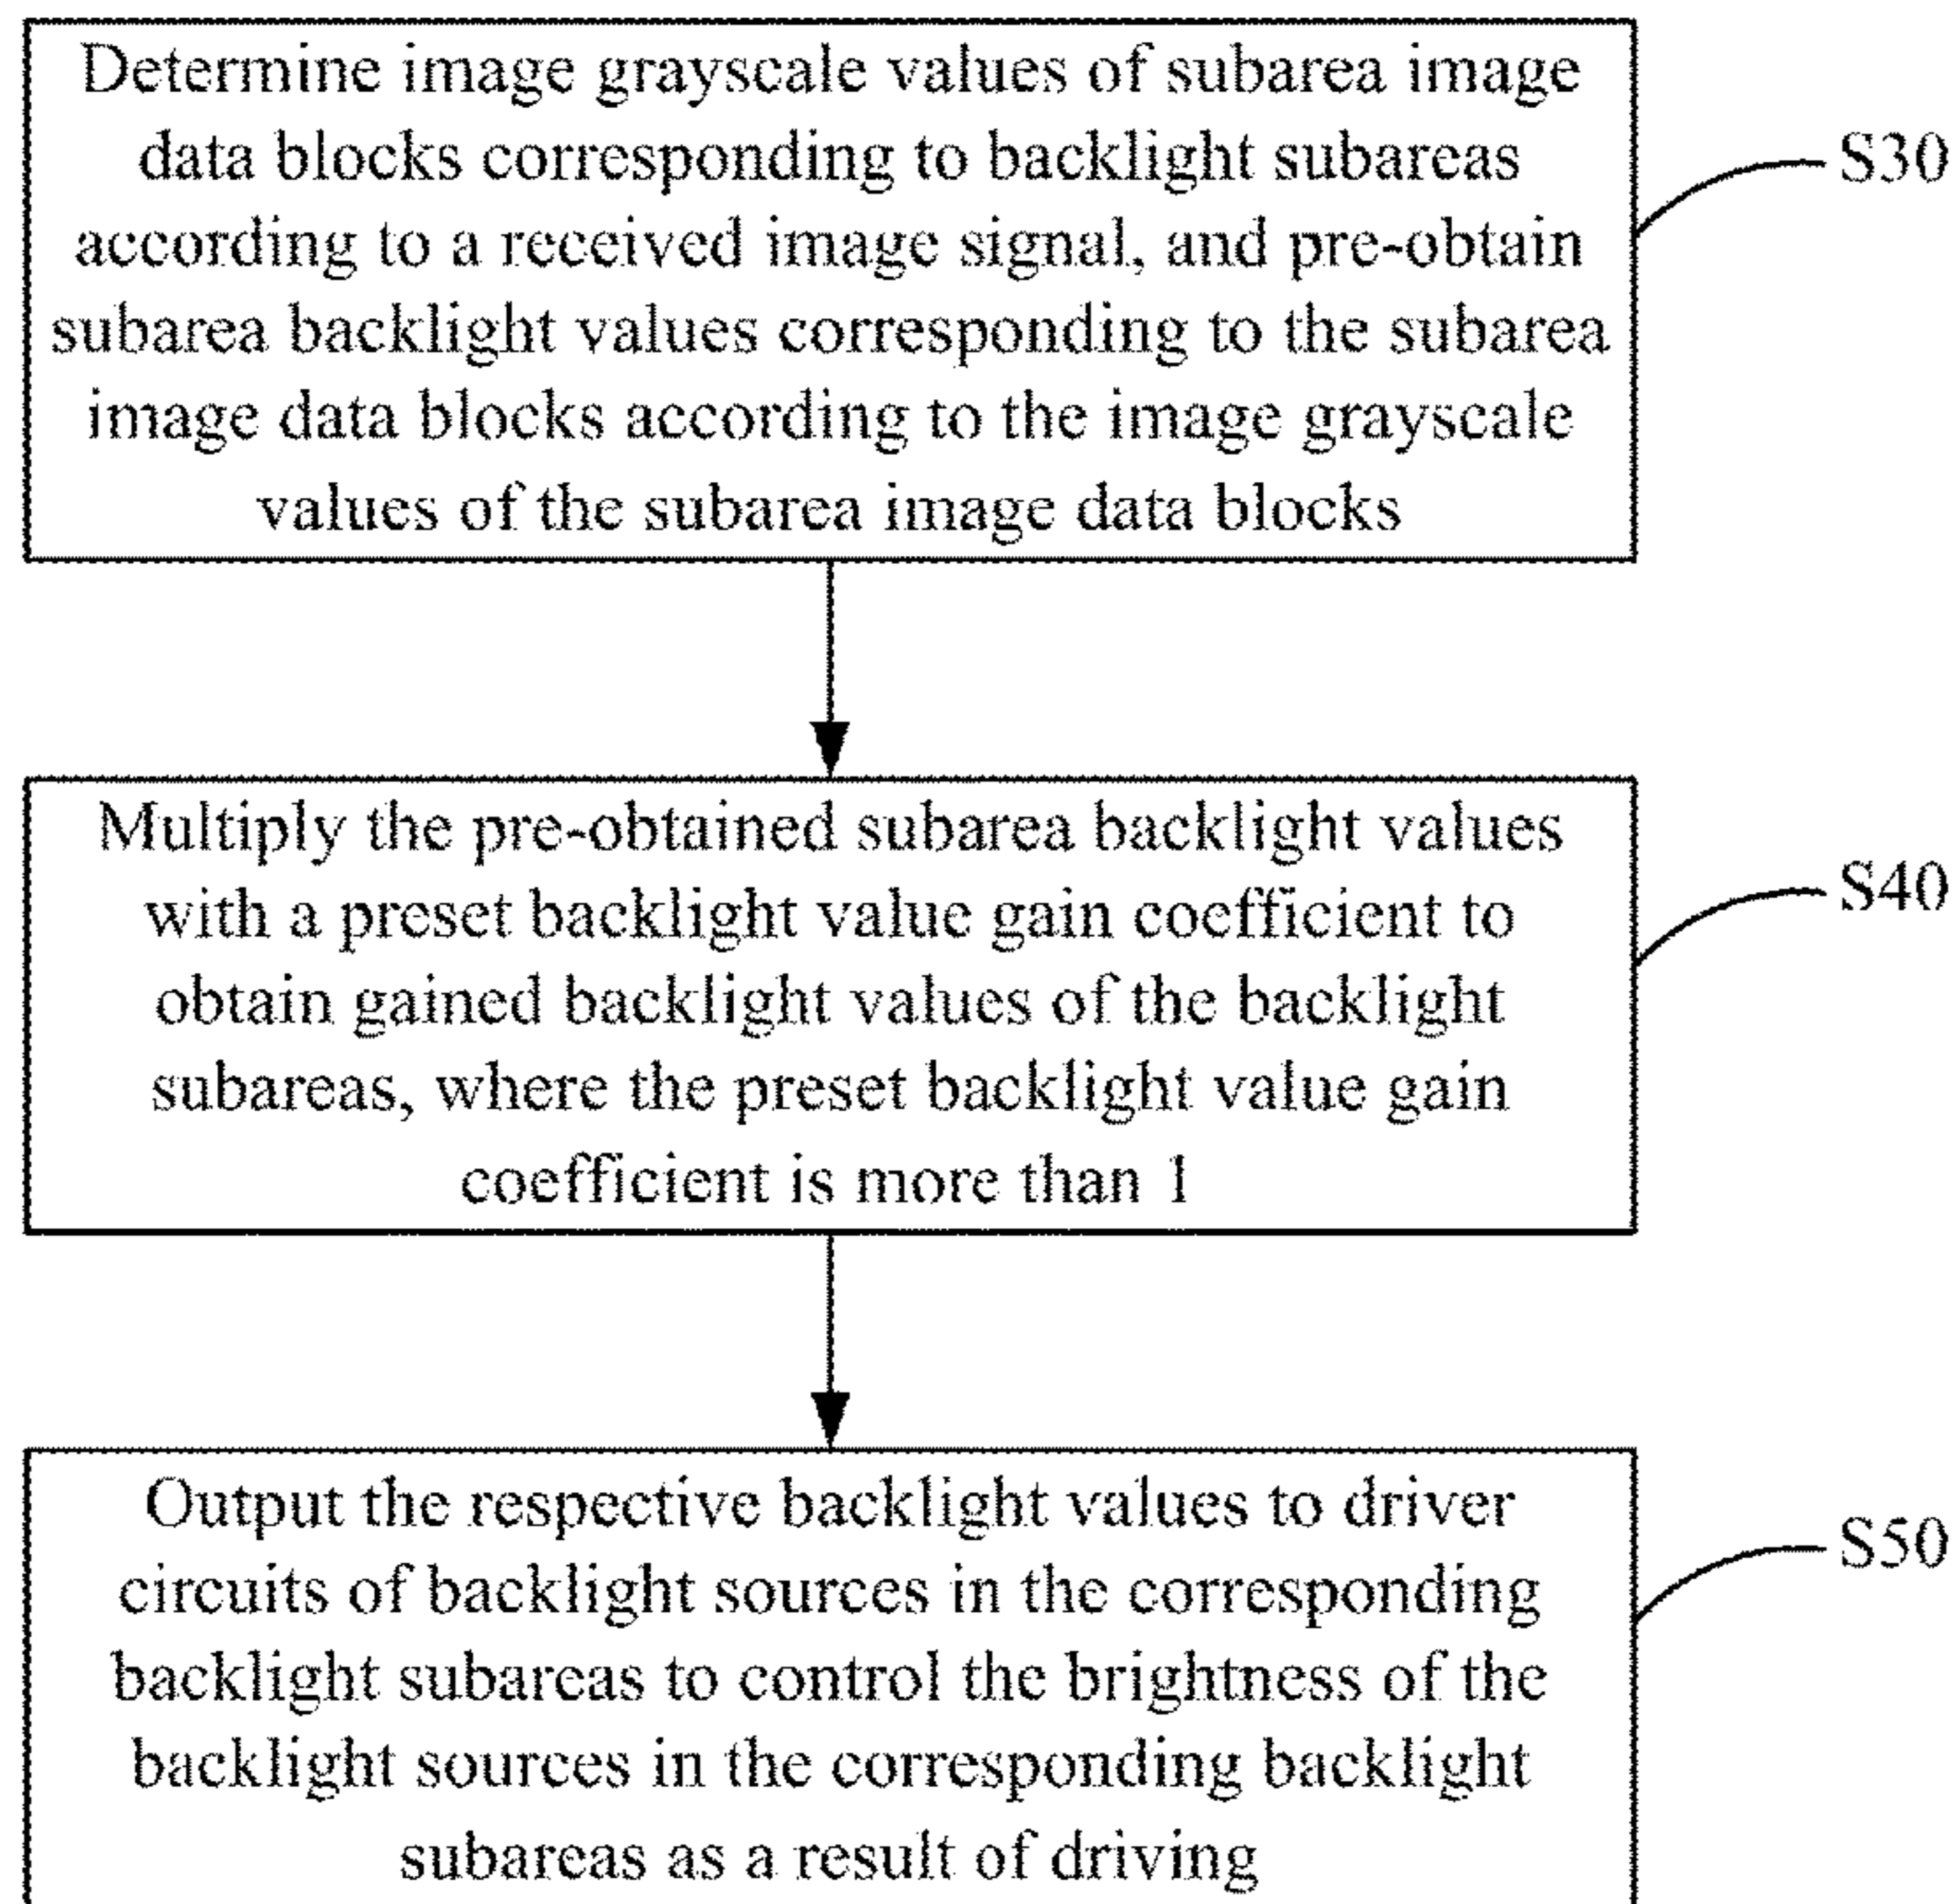 Determine image grayscale values of subarea image
data blocks corresponding to backlight subareas
according to a received image signal, and pre-obtain
subarea backlight values corresponding to the subarea
image data blocks according to the image grayscale
values of the subarea image data blocks
S30
Multiply the pre-obtained subarea backlight values
with a preset backlight value gain coefficient to
obtain gained backlight values of the backlight
subareas, where the preset backlight value gain
coefficient is more than 1
S40
Output the respective backlight values to driver
circuits of backlight sources in the corresponding
backlight subareas to control the brightness of the
backlight sources in the corresponding backlight
subareas as a result of driving
S50